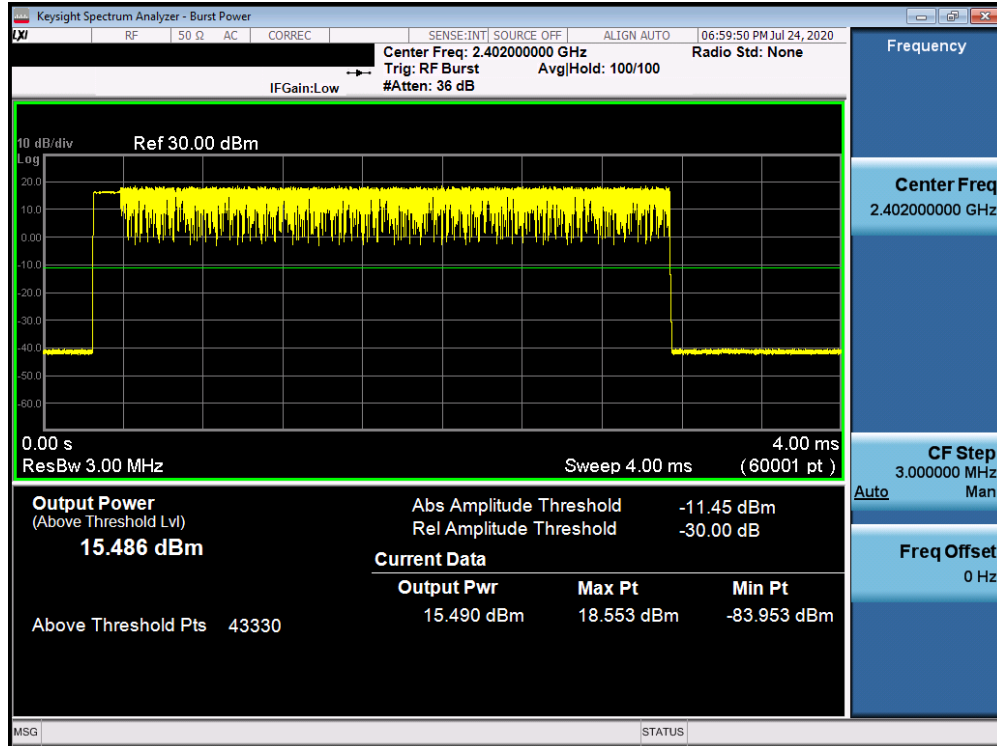 Keysight Spectrum Analyzer - Burst Power
LXI RF 50 Ω AC CORREC SENSE:INT SOURCE OFF ALIGN AUTO 06:59:50 PM Jul 24, 2020
Center Freq: 2.402000000 GHz Radio Std: None
Trig: RF Burst Avg|Hold: 100/100
IFGain:Low #Atten: 36 dB
Frequency
10 dB/div Ref 30.00 dBm
Log
20.0
10.0
0.00
-10.0
-20.0
-30.0
-40.0
-50.0
-60.0
0.00 s 4.00 ms
ResBw 3.00 MHz Sweep 4.00 ms (60001 pt)
Center Freq
2.402000000 GHz
CF Step
3.000000 MHz
Auto Man
Freq Offset
0 Hz
Output Power
(Above Threshold Lvl)
15.486 dBm
Above Threshold Pts 43330
Abs Amplitude Threshold -11.45 dBm
Rel Amplitude Threshold -30.00 dB
Current Data
Output Pwr Max Pt Min Pt
15.490 dBm 18.553 dBm -83.953 dBm
MSG STATUS